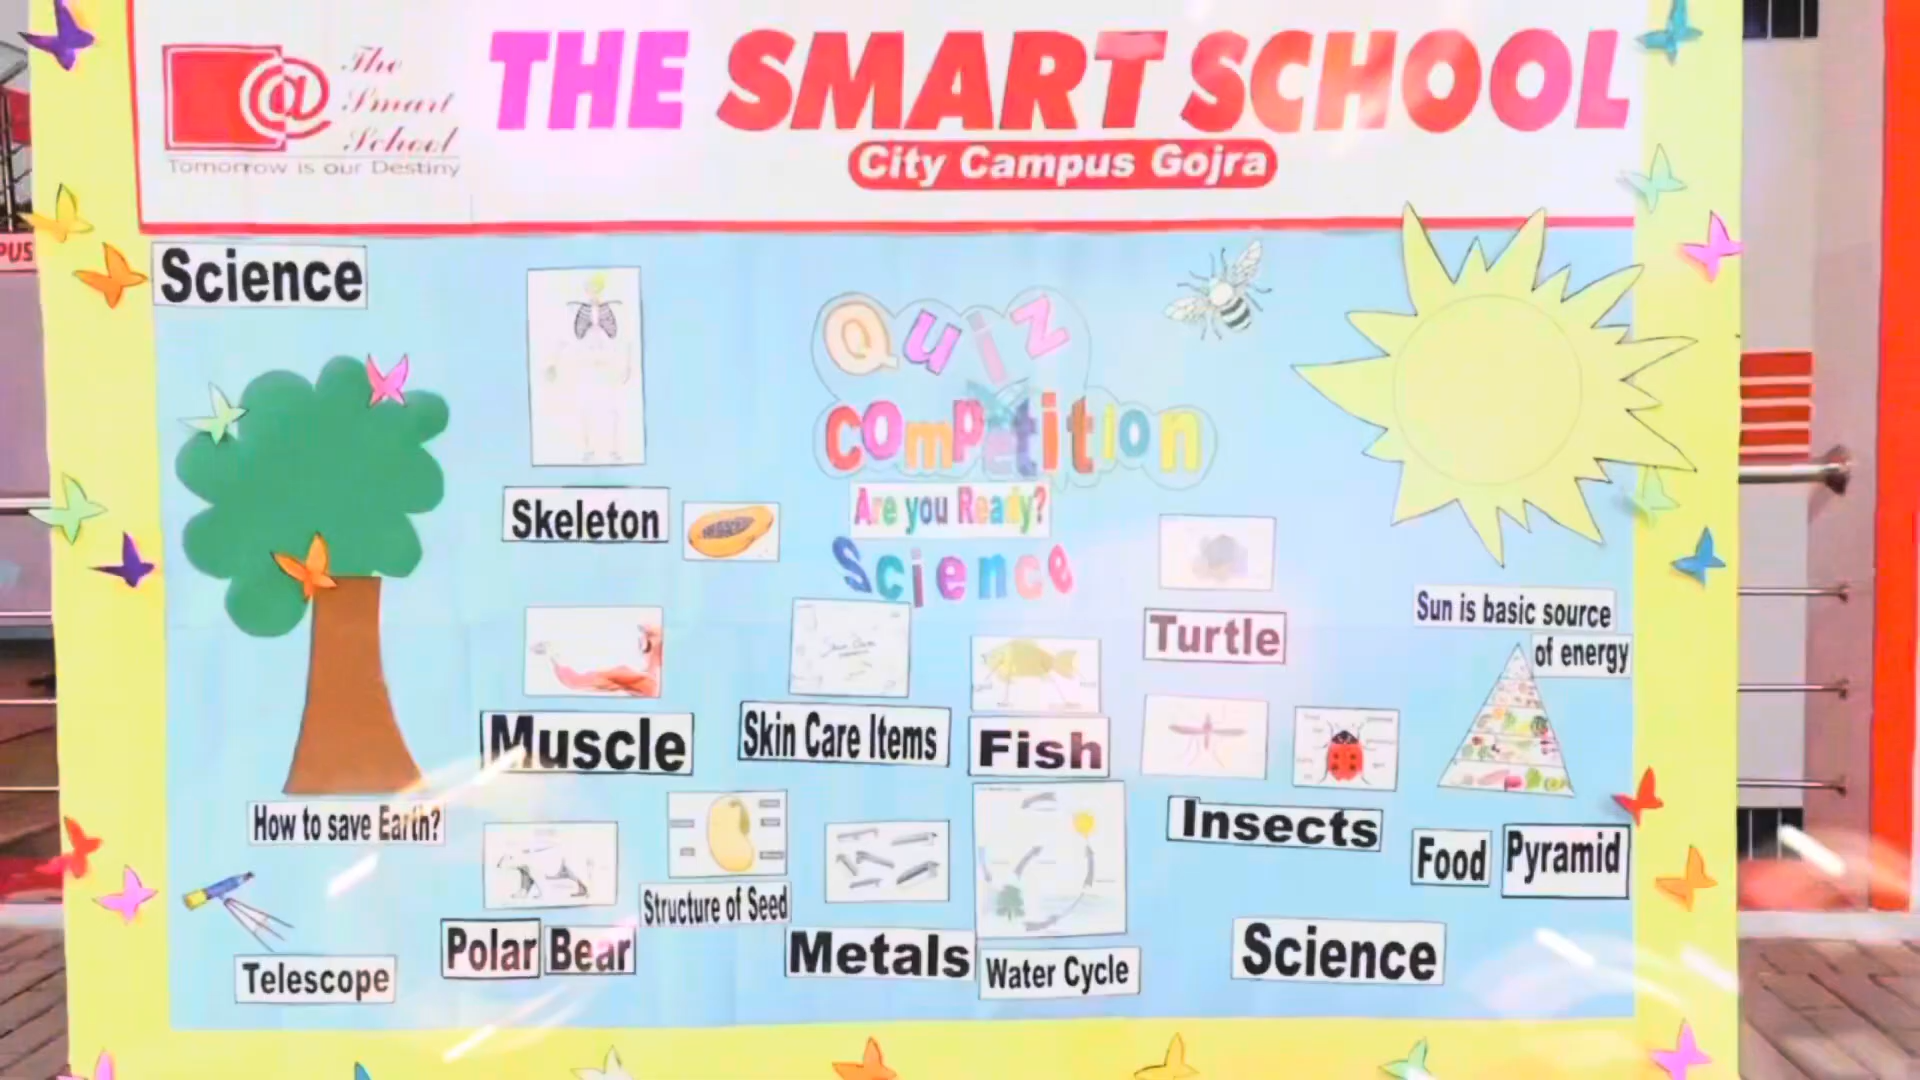 The
Smart
School
Tomorrow is our Destiny
THE SMART SCHOOL
City Campus Gojra
PUS
Science
Quiz
Competition
Are you Ready?
Science
Skeleton
Turtle
Sun is basic source
of energy
Muscle
Skin Care Items
Fish
Insects
Food Pyramid
How to save Earth?
Structure of Seed
Polar Bear
Metals
Water Cycle
Science
Telescope